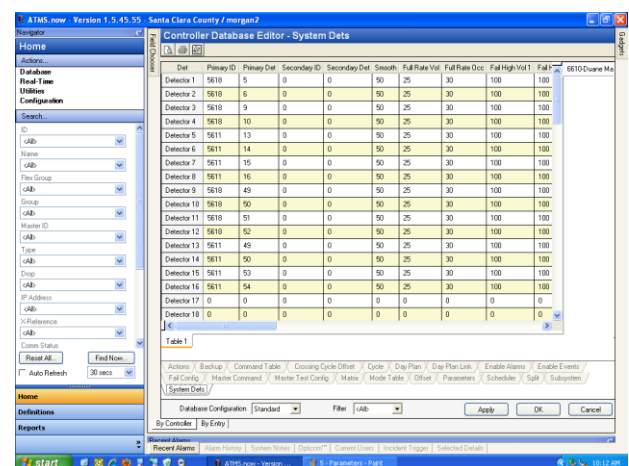 ATMS.now - Version 1.5.45.55 - Santa Clara County / morgan2
Navigator
Home
Actions...
Database
Real-Time
Utilities
Configuration
Search...
ID
<All>
Name
<All>
Flex Group
<All>
Group
<All>
Master ID
<All>
Type
<All>
Drop
<All>
IP Address
<All>
X-Reference
<All>
Comm Status
Reset All... Find Now...
Auto Refresh 30 secs
Home
Definitions
Reports
Field Chooser
Gadgets
Controller Database Editor - System Dets
Det Primary ID Primary Det Secondary ID Secondary Det Smooth Full Rate Vol Full Rate Occ Fail High Vol 1 Fail H
Detector 1 5618 5 0 0 50 25 30 100 100
Detector 2 5618 6 0 0 50 25 30 100 100
Detector 3 5618 9 0 0 50 25 30 100 100
Detector 4 5618 10 0 0 50 25 30 100 100
Detector 5 5611 13 0 0 50 25 30 100 100
Detector 6 5611 14 0 0 50 25 30 100 100
Detector 7 5611 15 0 0 50 25 30 100 100
Detector 8 5611 16 0 0 50 25 30 100 100
Detector 9 5618 49 0 0 50 25 30 100 100
Detector 10 5618 50 0 0 50 25 30 100 100
Detector 11 5618 51 0 0 50 25 30 100 100
Detector 12 5618 52 0 0 50 25 30 100 100
Detector 13 5611 49 0 0 50 25 30 100 100
Detector 14 5611 50 0 0 50 25 30 100 100
Detector 15 5611 53 0 0 50 25 30 100 100
Detector 16 5611 54 0 0 50 25 30 100 100
Detector 17 0 0 0 0 0 0 0 0 0
Detector 18 0 0 0 0 0 0 0 0 0
6610-Duane Ma
Table 1
Actions Backup Command Table Crossing Cycle Offset Cycle Day Plan Day Plan Link Enable Alarms Enable Events
Fail Config Master Command Master Test Config Matrix Mode Table Offset Parameters Scheduler Split Subsystem
System Dets
Database Configuration Standard Filter <All> Apply OK Cancel
By Controller By Entry
Recent Alarms
Recent Alarms Alarm History System Notes Opticom™ Current Users Incident Trigger Selected Details
start ATMS.now - Version ... 5 - Parameters - Paint 10:12 AM